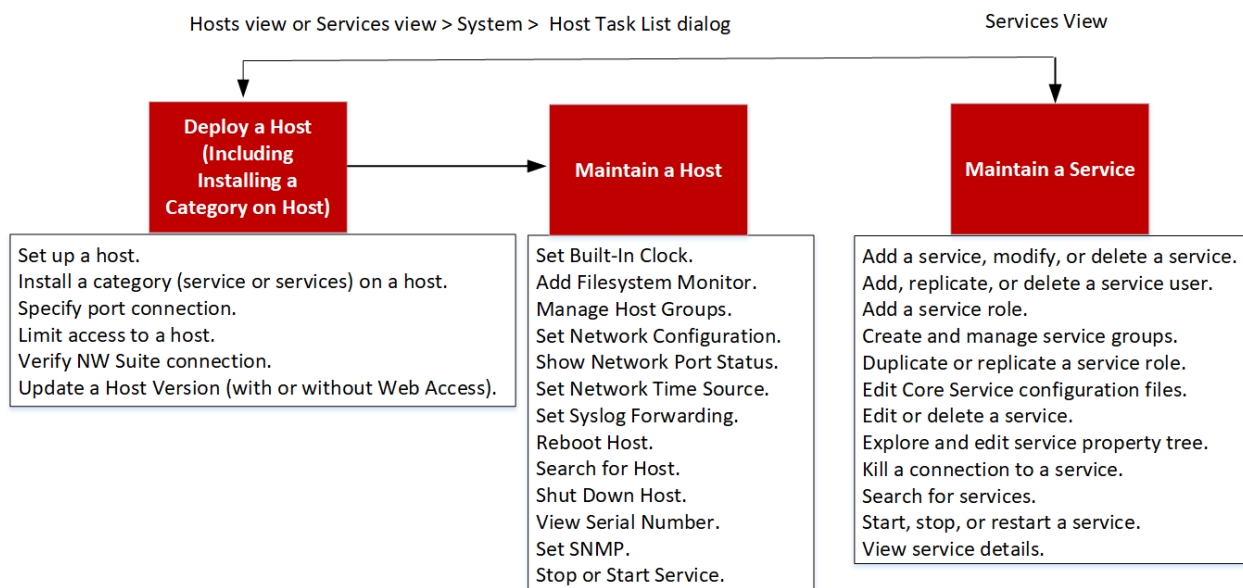 Hosts view or Services view > System > Host Task List dialog
Services View
Deploy a Host
(Including
Installing a
Category on Host)
Maintain a Host
Maintain a Service
Set up a host.
Install a category (service or services) on a host.
Specify port connection.
Limit access to a host.
Verify NW Suite connection.
Update a Host Version (with or without Web Access).
Set Built-In Clock.
Add Filesystem Monitor.
Manage Host Groups.
Set Network Configuration.
Show Network Port Status.
Set Network Time Source.
Set Syslog Forwarding.
Reboot Host.
Search for Host.
Shut Down Host.
View Serial Number.
Set SNMP.
Stop or Start Service.
Add a service, modify, or delete a service.
Add, replicate, or delete a service user.
Add a service role.
Create and manage service groups.
Duplicate or replicate a service role.
Edit Core Service configuration files.
Edit or delete a service.
Explore and edit service property tree.
Kill a connection to a service.
Search for services.
Start, stop, or restart a service.
View service details.